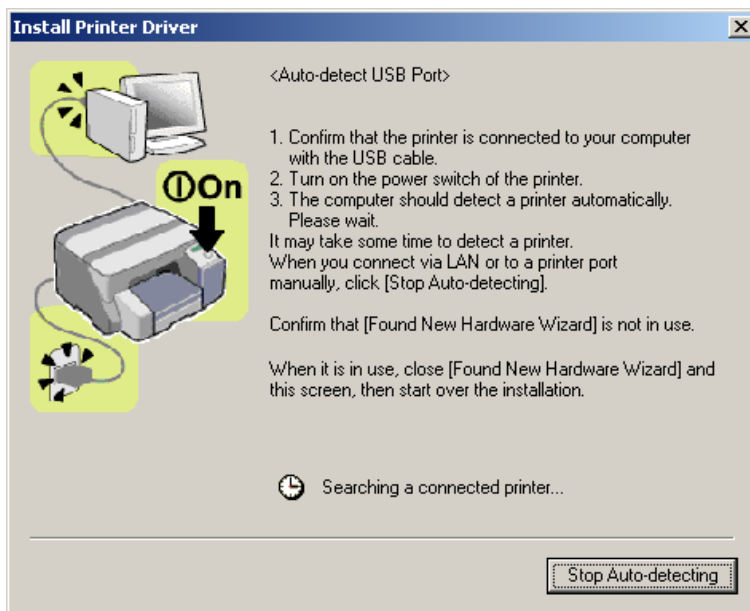 Install Printer Driver
<Auto-detect USB Port>
1. Confirm that the printer is connected to your computer
with the USB cable.
2. Turn on the power switch of the printer.
3. The computer should detect a printer automatically.
Please wait.
It may take some time to detect a printer.
When you connect via LAN or to a printer port
manually, click [Stop Auto-detecting].
Confirm that [Found New Hardware Wizard] is not in use.
When it is in use, close [Found New Hardware Wizard] and
this screen, then start over the installation.
On
Searching a connected printer...
Stop Auto-detecting